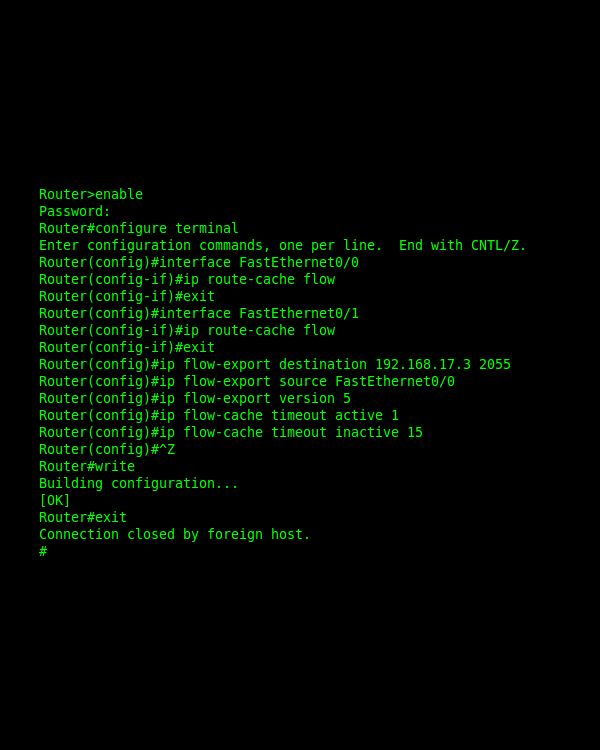 Router>enable
Password:
Router#configure terminal
Enter configuration commands, one per line.  End with CNTL/Z.
Router(config)#interface FastEthernet0/0
Router(config-if)#ip route-cache flow
Router(config-if)#exit
Router(config)#interface FastEthernet0/1
Router(config-if)#ip route-cache flow
Router(config-if)#exit
Router(config)#ip flow-export destination 192.168.17.3 2055
Router(config)#ip flow-export source FastEthernet0/0
Router(config)#ip flow-export version 5
Router(config)#ip flow-cache timeout active 1
Router(config)#ip flow-cache timeout inactive 15
Router(config)#^Z
Router#write
Building configuration...
[OK]
Router#exit
Connection closed by foreign host.
#